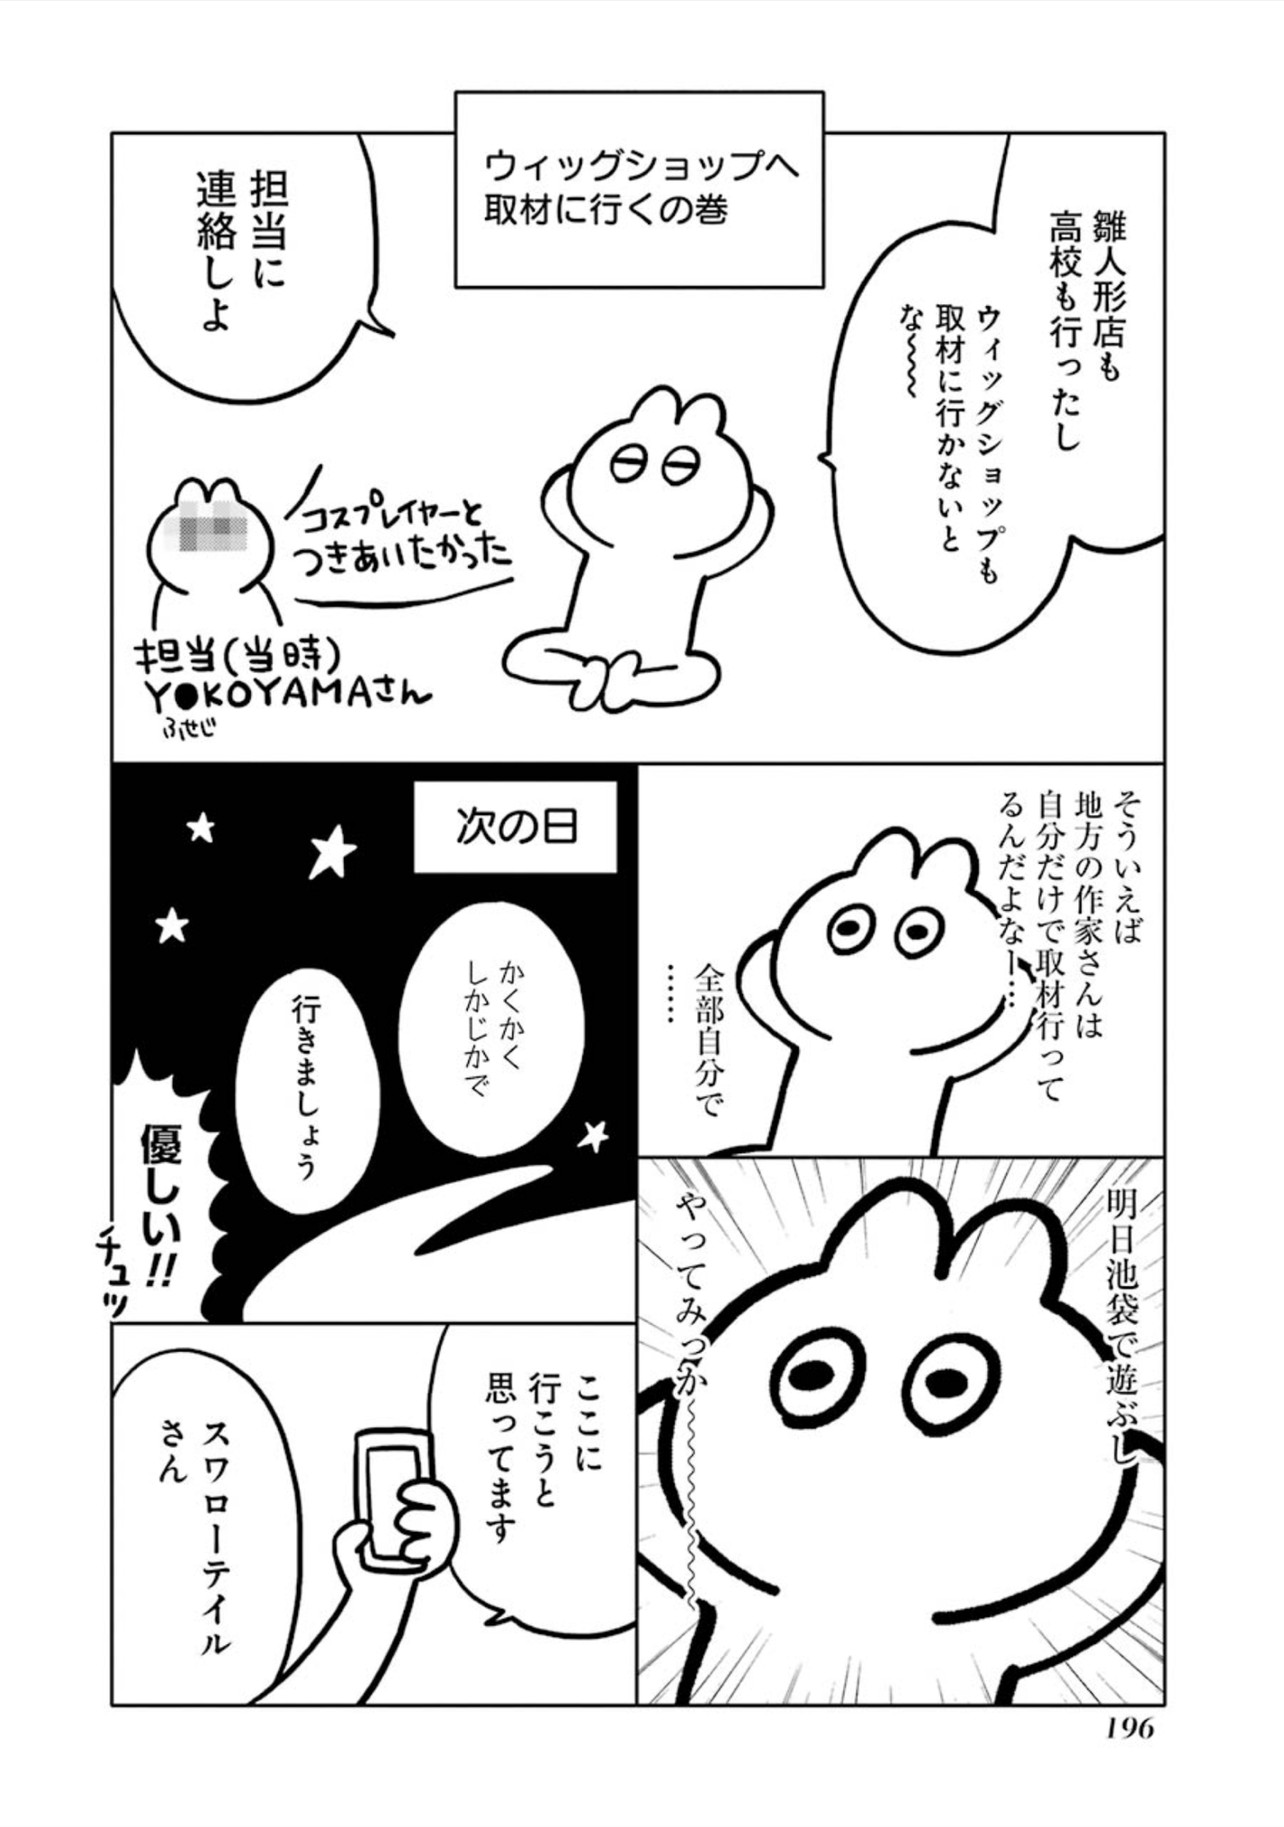 ウィッグショップへ
取材に行くの巻
雛人形店も
高校も行ったし
ウィッグショップも
取材に行かないと
な〜〜〜
担当に
連絡しよ
コスプレイヤーと
つきあいたかった
担当(当時)
Y●KOYAMAさん
ふせじ
そういえば
地方の作家さんは
自分だけで取材行って
るんだよなー…
全部自分で
……
明日池袋で遊ぶし
やってみっか〜〜〜〜〜〜
次の日
かくかく
しかじかで
行きましょう
優しい!!
チュッ
ここに
行こうと
思ってます
スワローテイル
さん
196